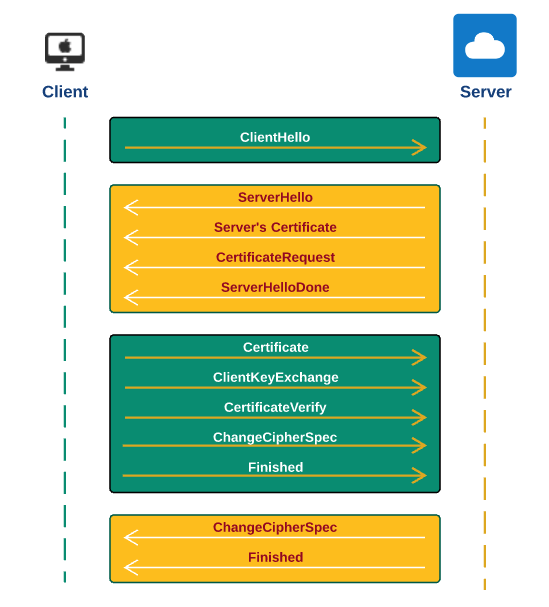 Client
Server
ClientHello
ServerHello
Server's Certificate
CertificateRequest
ServerHelloDone
Certificate
ClientKeyExchange
CertificateVerify
ChangeCipherSpec
Finished
ChangeCipherSpec
Finished